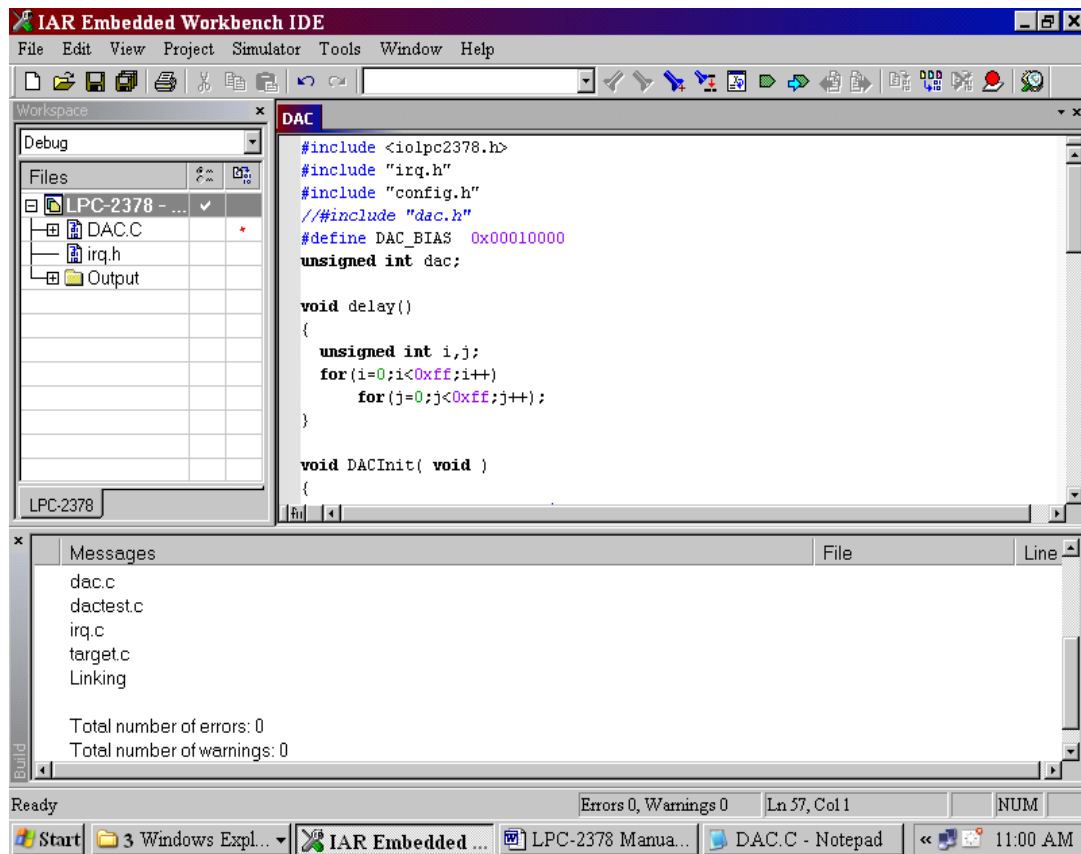 IAR Embedded Workbench IDE
File Edit View Project Simulator Tools Window Help
Workspace
Debug
Files
LPC-2378 - ...
DAC.C
irq.h
Output
LPC-2378
DAC
#include <iolpc2378.h>
#include "irq.h"
#include "config.h"
//#include "dac.h"
#define DAC_BIAS  0x00010000
unsigned int dac;
void delay()
{
  unsigned int i,j;
  for(i=0;i<0xff;i++)
      for(j=0;j<0xff;j++);
}
void DACInit( void )
{
Messages File Line
dac.c
dactest.c
irq.c
target.c
Linking
Total number of errors: 0
Total number of warnings: 0
Build
Ready Errors 0, Warnings 0 Ln 57, Col 1 NUM
Start 3 Windows Expl... IAR Embedded ... LPC-2378 Manua... DAC.C - Notepad « 11:00 AM